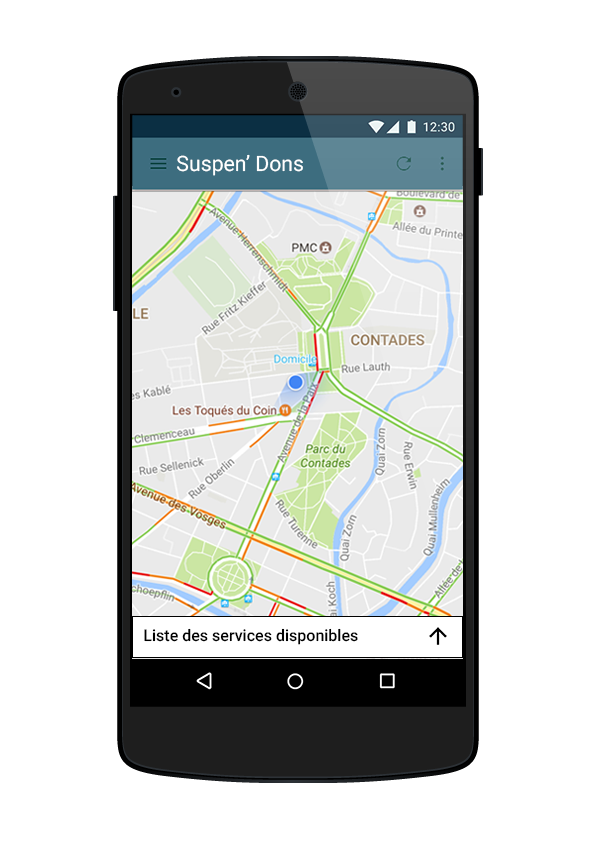 12:30
Suspen' Dons
Boulevard de
Allée du Printe
Avenue Herrenschmidt
PMC
Rue Fritz Kieffer
LE
CONTADES
Domicile
Rue Lauth
es Kablé
Les Toqués du Coin
Avenue de la Paix
Clemenceau
Parc du
Contades
Quai Zorn
Rue Erwin
Rue Sellenick
Rue Oberlin
Avenue des Vosges
Rue Turenne
Quai Zorn
Quai Mullenheim
Allée de
choepflin
ai Koch
Liste des services disponibles